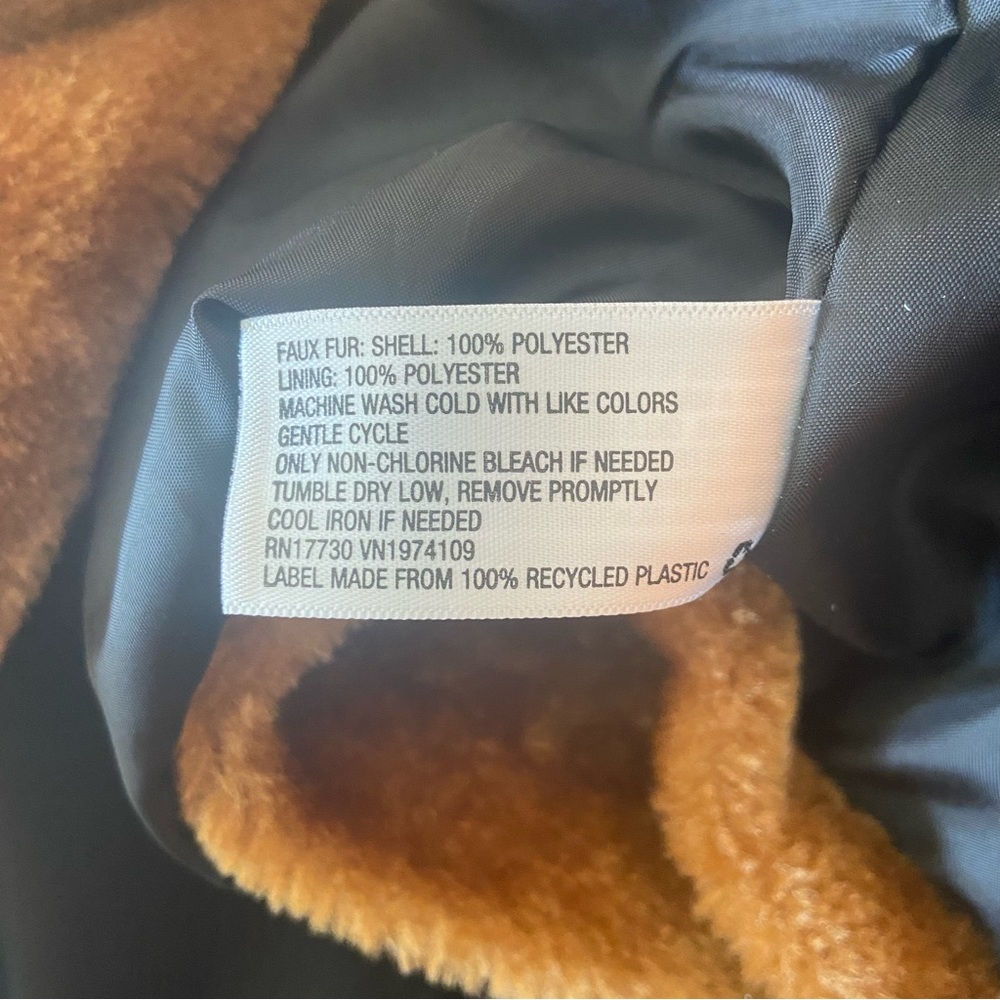 FAUX FUR: SHELL: 100% POLYESTER
LINING: 100% POLYESTER
MACHINE WASH COLD WITH LIKE COLORS
GENTLE CYCLE
ONLY NON-CHLORINE BLEACH IF NEEDED
TUMBLE DRY LOW, REMOVE PROMPTLY
COOL IRON IF NEEDED
RN17730 VN1974109
LABEL MADE FROM 100% RECYCLED PLASTIC